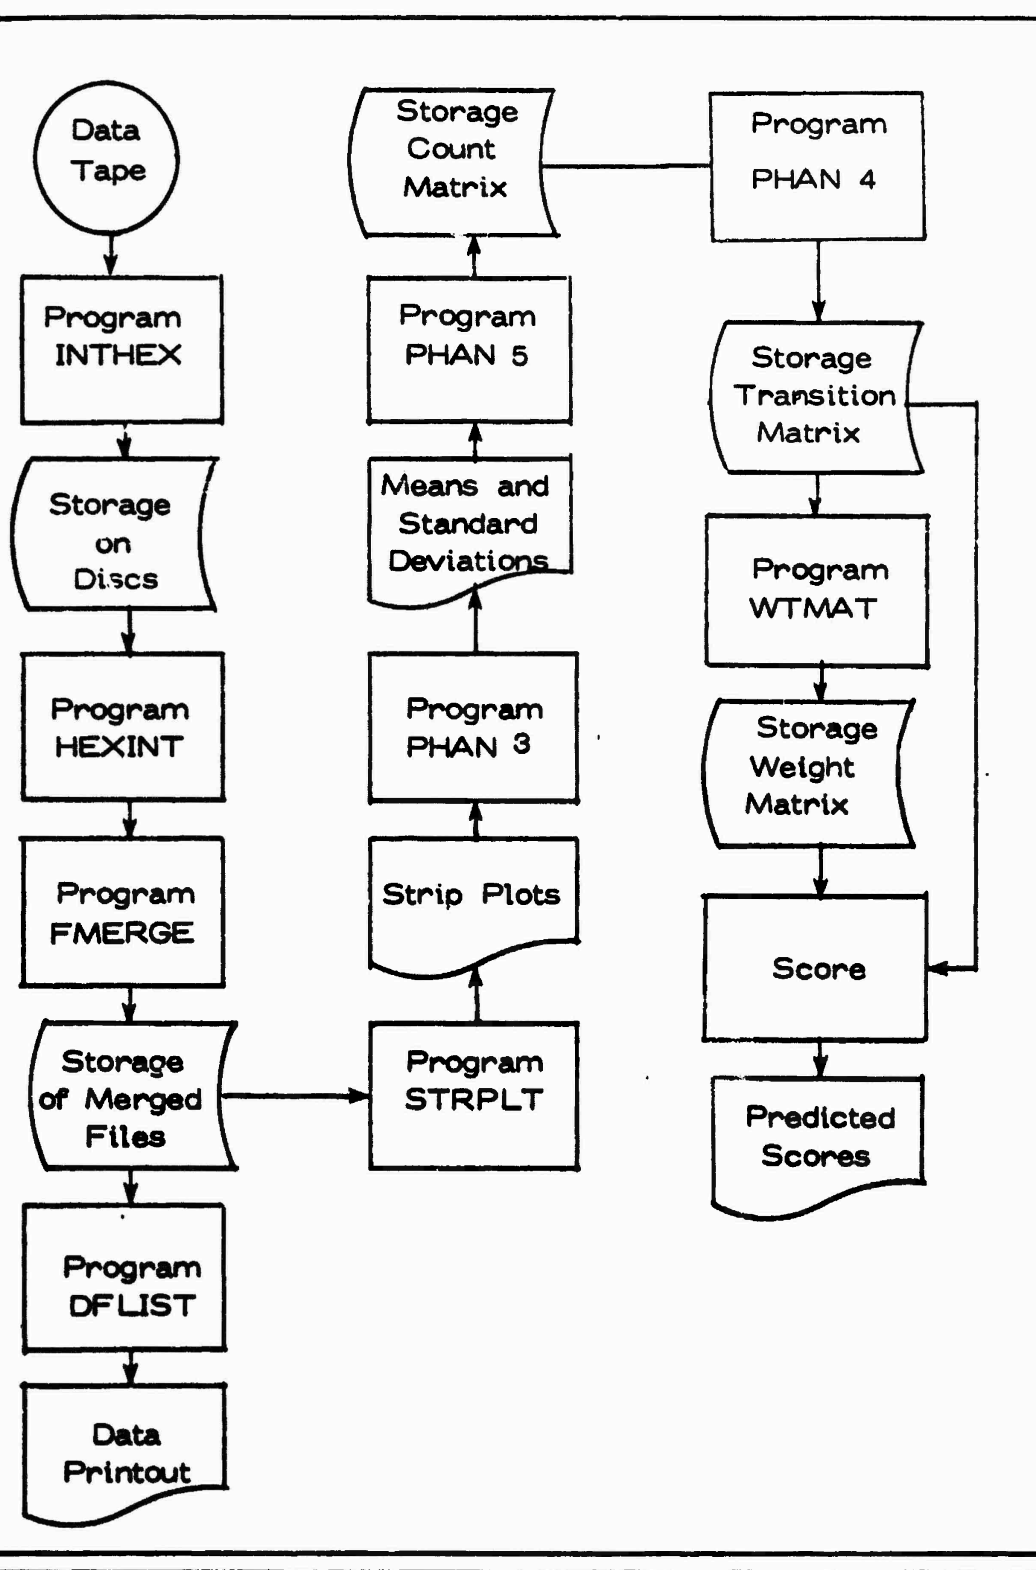 Data
Tape
Program
INTHEX
Storage
on
Discs
Program
HEXINT
Program
FMERGE
Storage
of Merged
Files
Program
DFLIST
Data
Printout
Storage
Count
Matrix
Program
PHAN 5
Means and
Standard
Deviations
Program
PHAN 3
Strip Plots
Program
STRPLT
Program
PHAN 4
Storage
Transition
Matrix
Program
WTMAT
Storage
Weight
Matrix
Score
Predicted
Scores